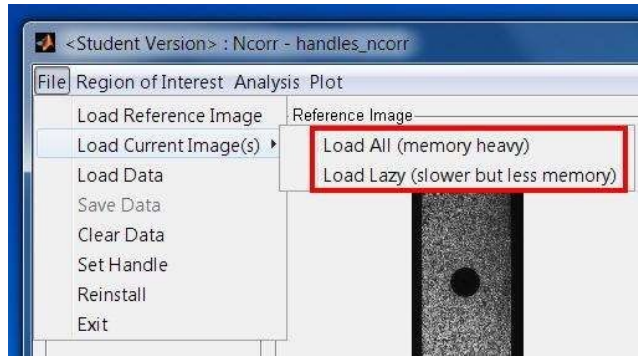 <Student Version> : Ncorr - handles_ncorr
File Region of Interest Analysis Plot
Load Reference Image
Reference Image
Load Current Image(s)
Load All (memory heavy)
Load Lazy (slower but less memory)
Load Data
Save Data
Clear Data
Set Handle
Reinstall
Exit